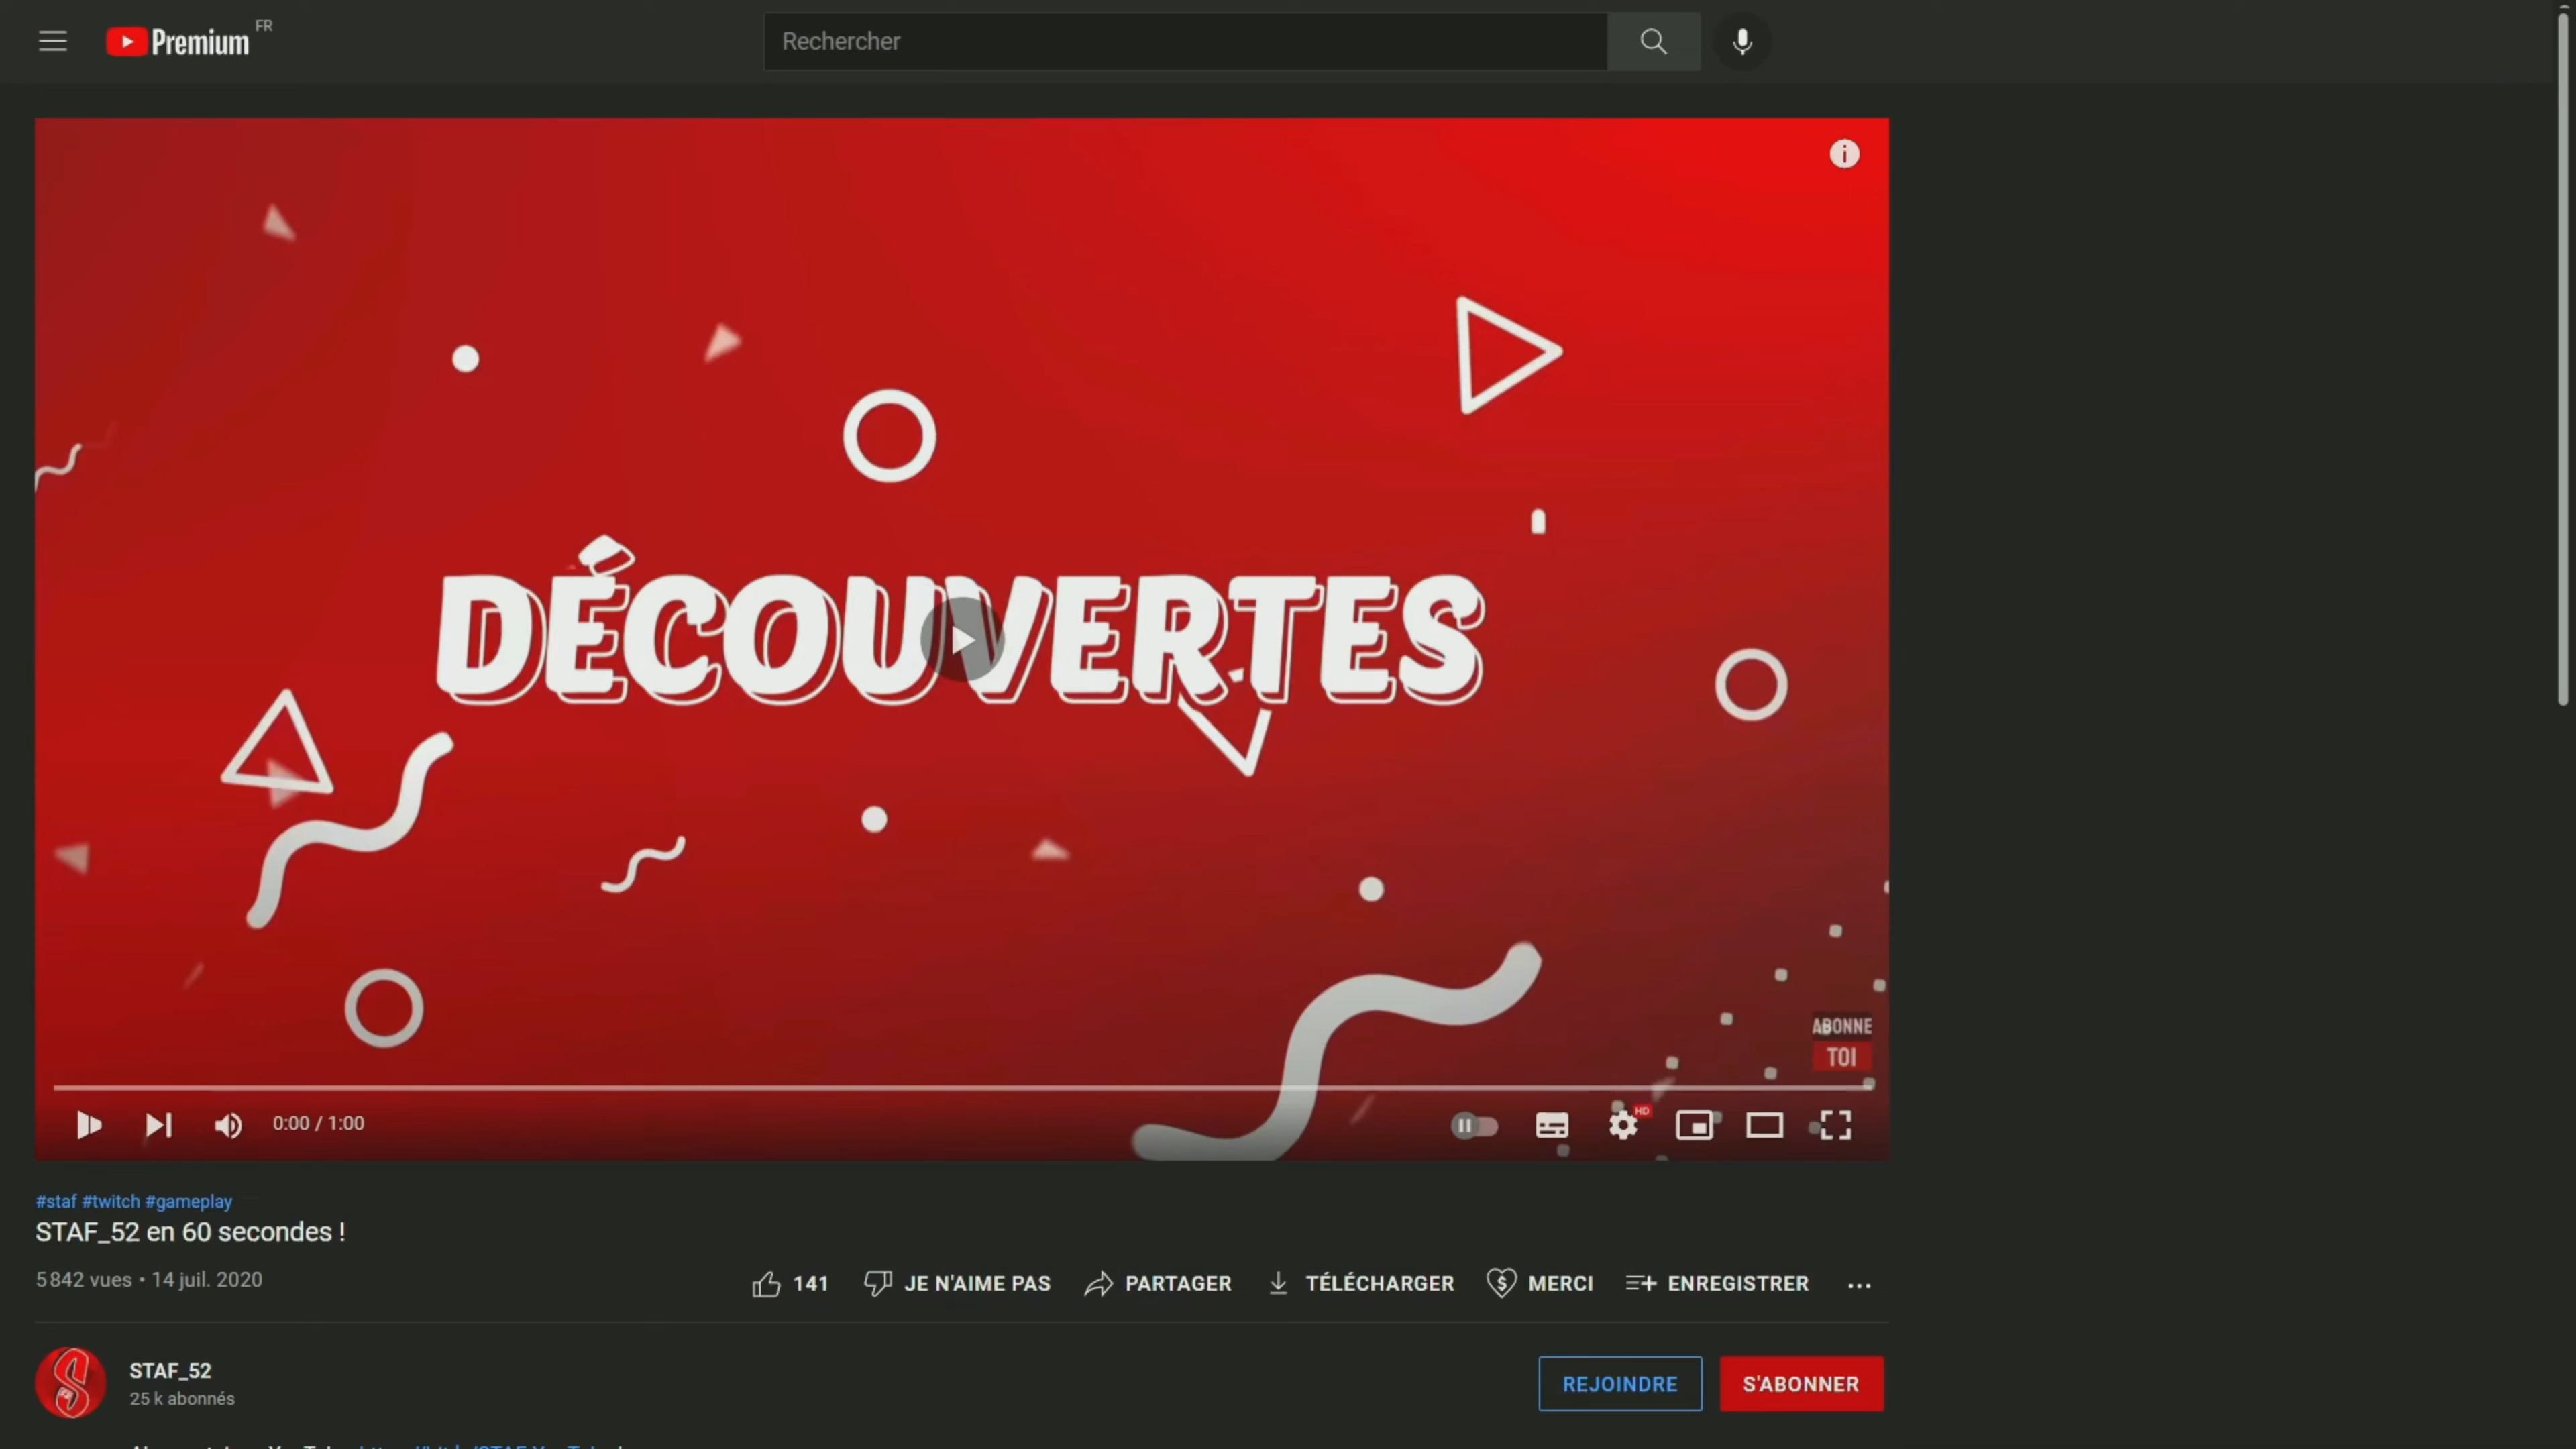 Premium FR
Rechercher
DÉCOUVERTES
ABONNE
TOI
0:00 / 1:00
HD
#staf #twitch #gameplay
STAF_52 en 60 secondes !
5 842 vues • 14 juil. 2020
141 JE N'AIME PAS PARTAGER TÉLÉCHARGER MERCI ENREGISTRER ...
STAF_52
25 k abonnés
REJOINDRE S'ABONNER